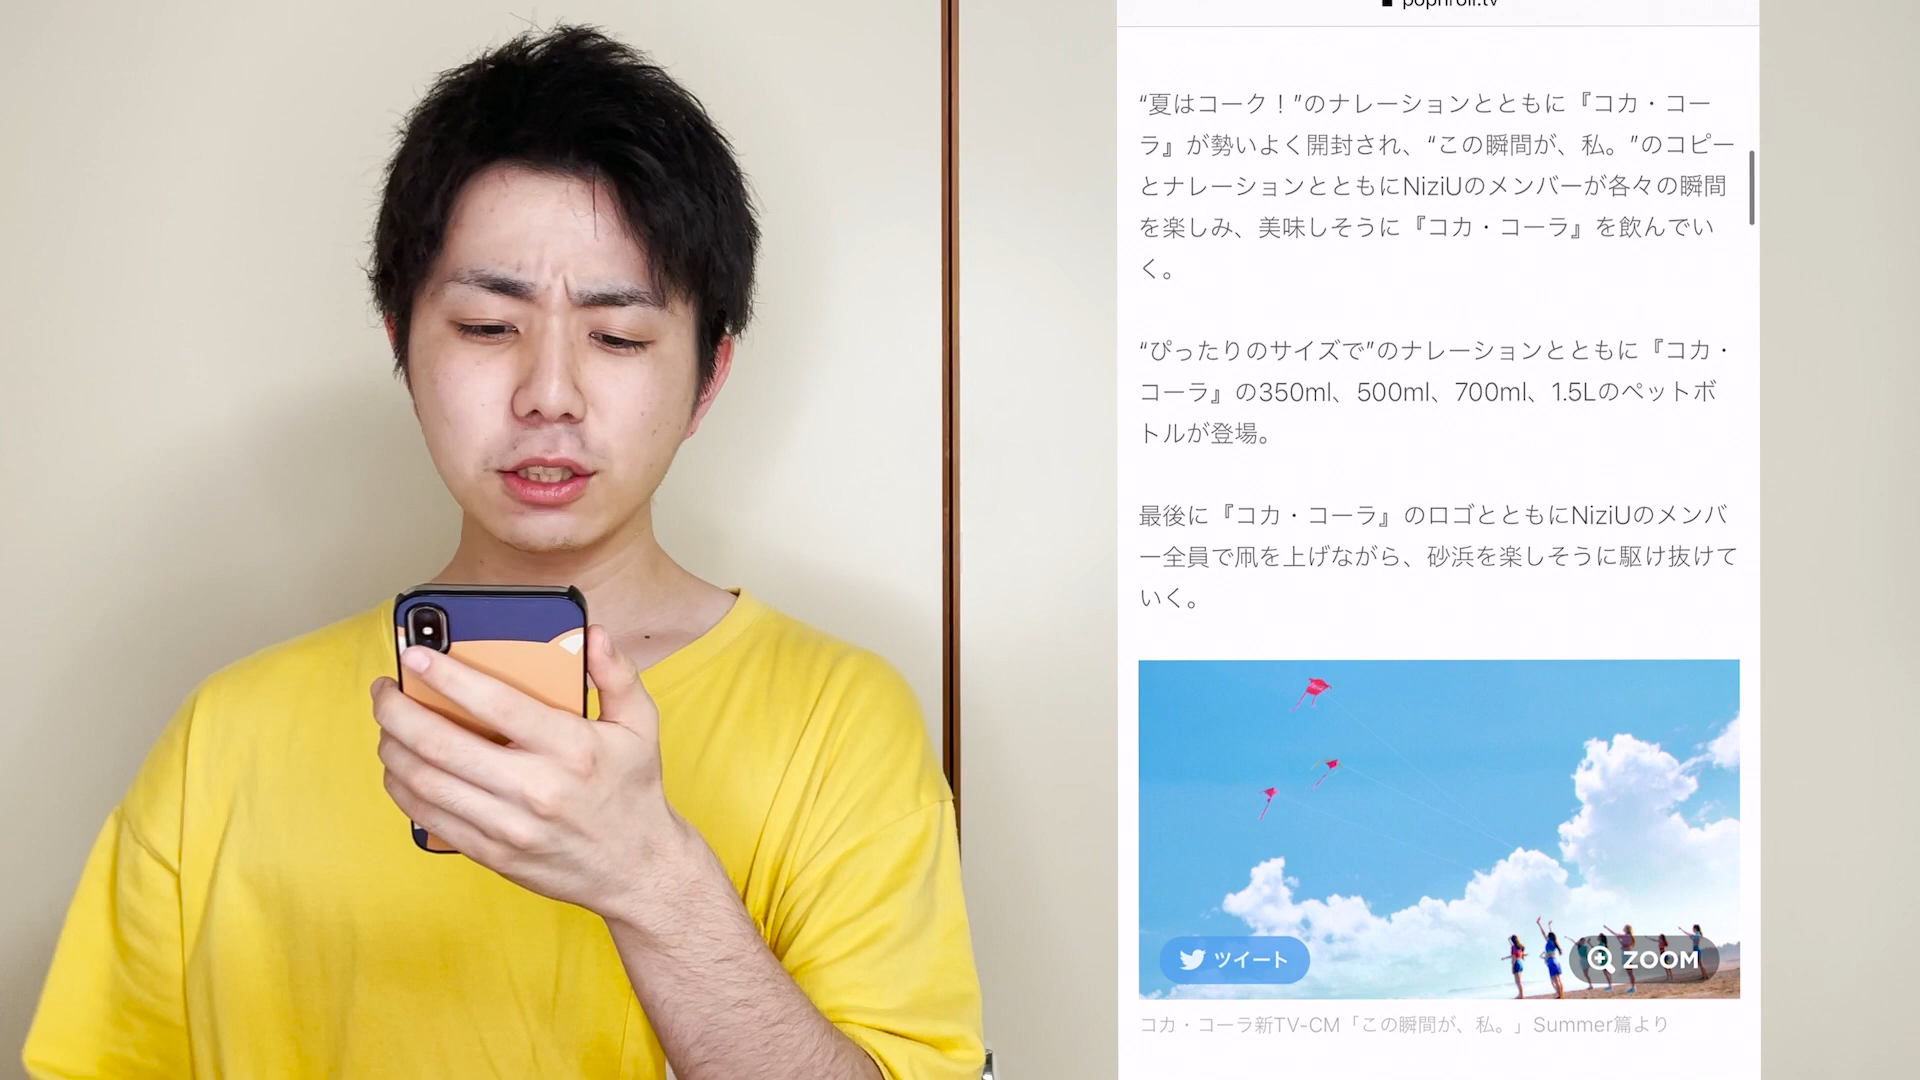 popnroll.tv
“夏はコーク！”のナレーションとともに『コカ・コー
ラ』が勢いよく開封され、“この瞬間が、私。”のコピー
とナレーションとともにNiziUのメンバーが各々の瞬間
を楽しみ、美味しそうに『コカ・コーラ』を飲んでい
く。
“ぴったりのサイズで”のナレーションとともに『コカ・
コーラ』の350ml、500ml、700ml、1.5Lのペットボ
トルが登場。
最後に『コカ・コーラ』のロゴとともにNiziUのメンバ
ー全員で凧を上げながら、砂浜を楽しそうに駆け抜けて
いく。
ツイート
ZOOM
コカ・コーラ新TV-CM「この瞬間が、私。」Summer篇より